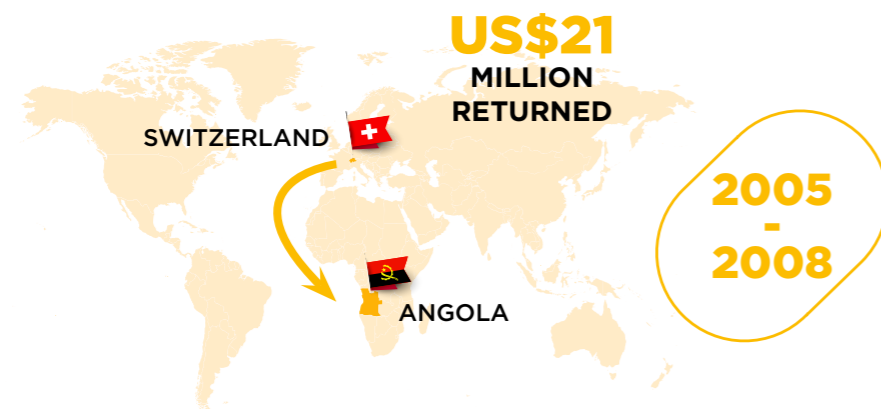 US$21
MILLION
RETURNED
SWITZERLAND
2005
-
2008
ANGOLA